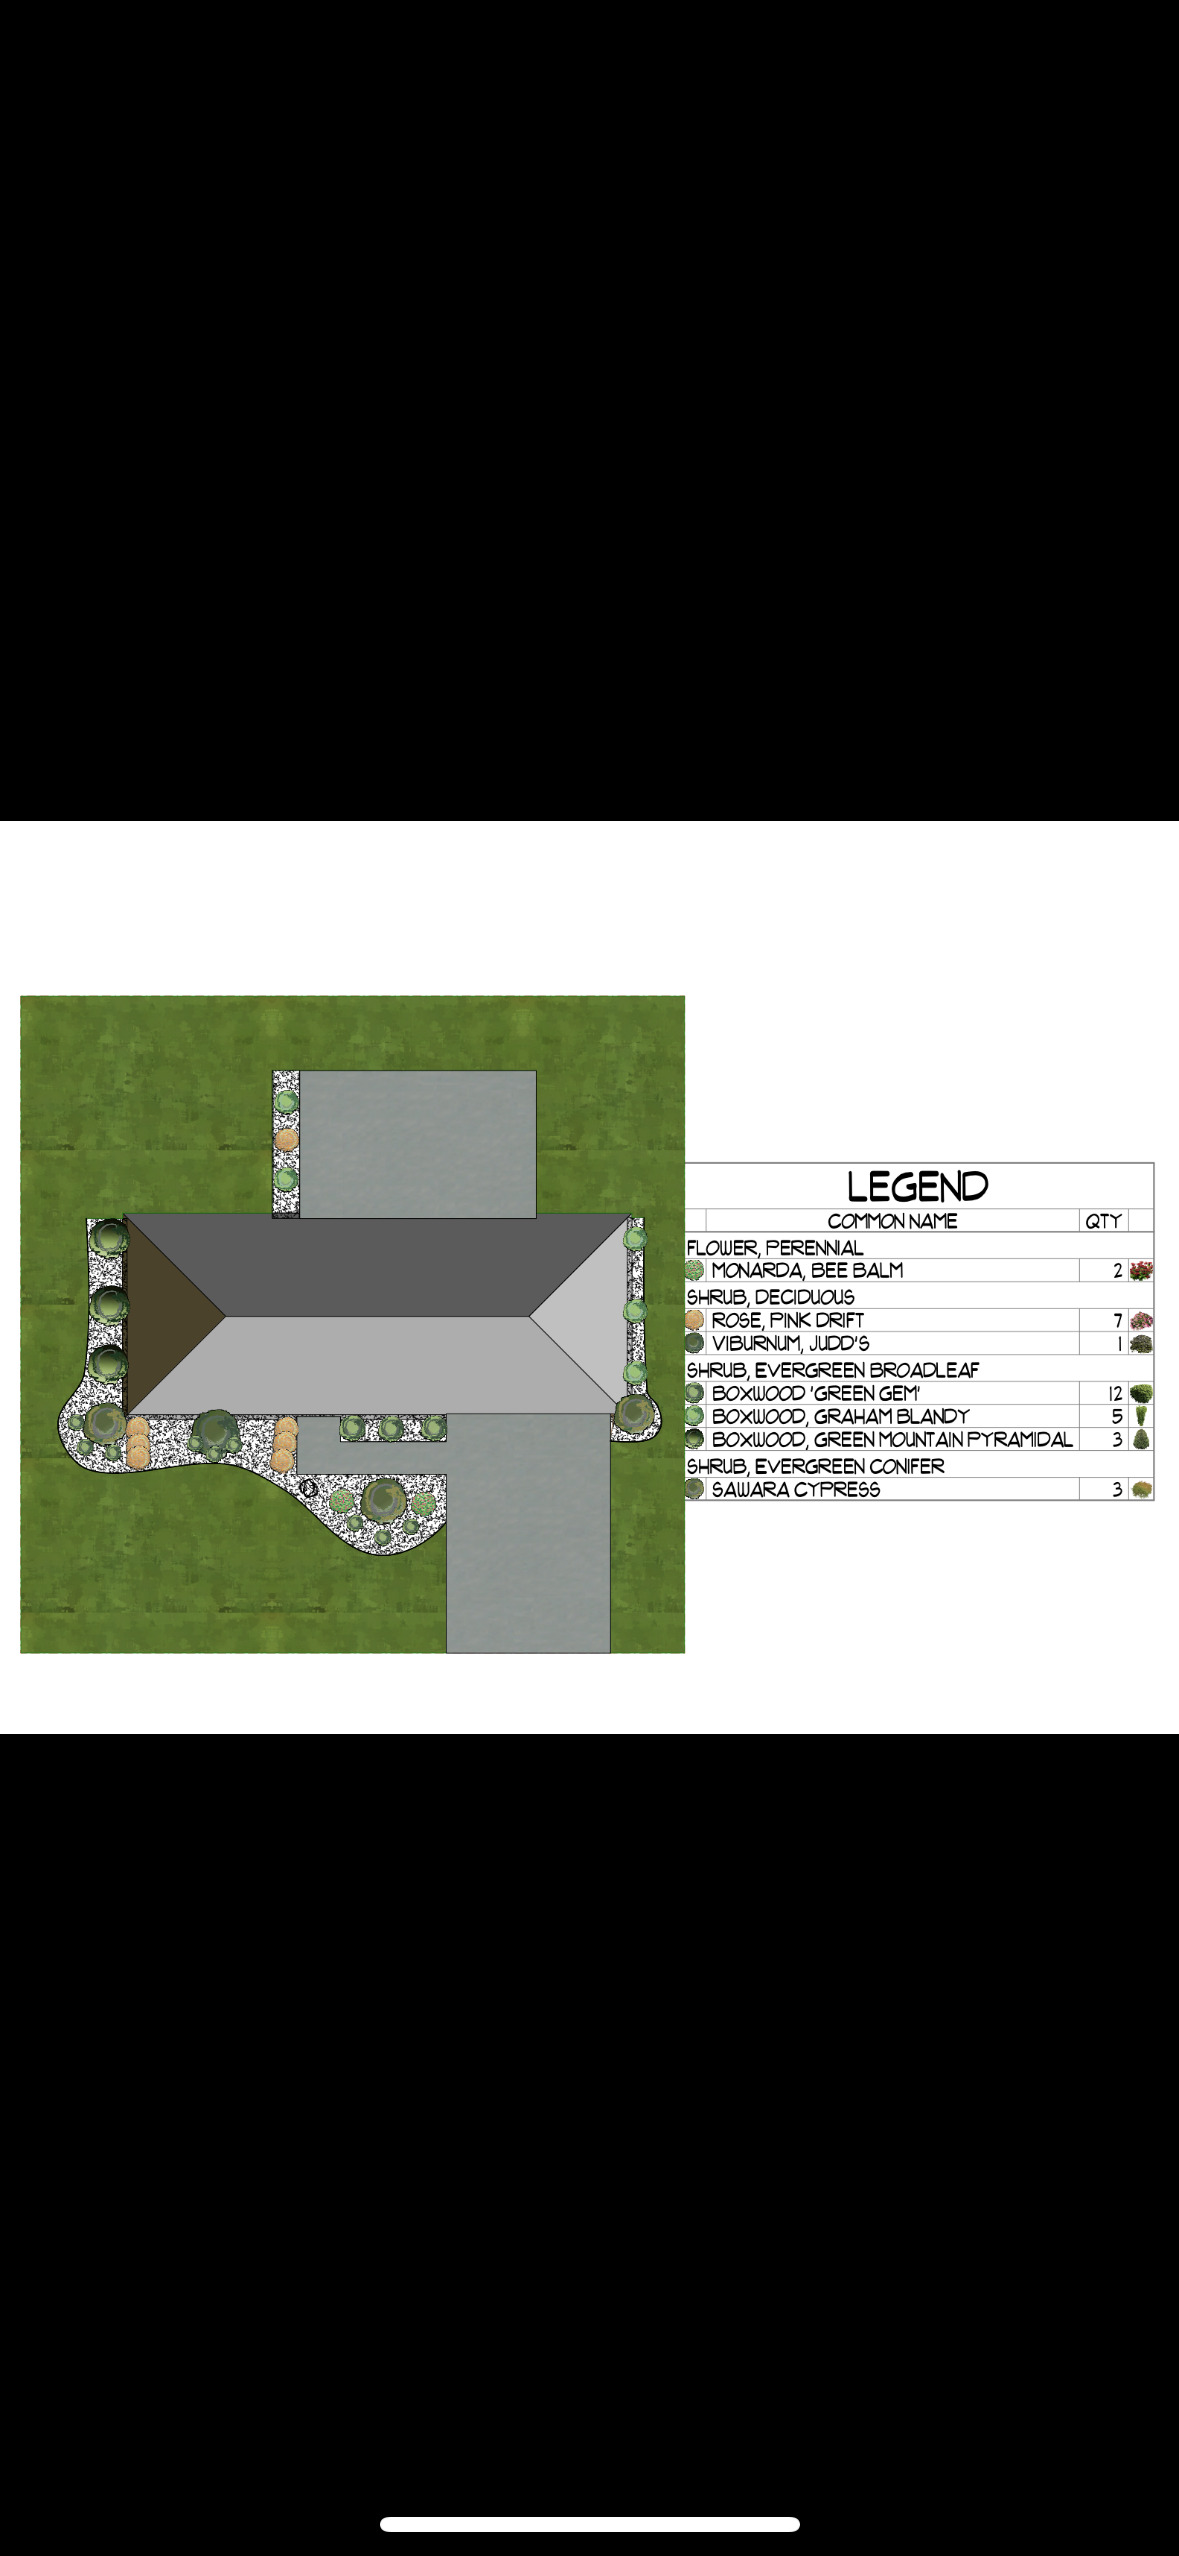 LEGEND
COMMON NAME QTY
FLOWER, PERENNIAL
MONARDA, BEE BALM 2
SHRUB, DECIDUOUS
ROSE, PINK DRIFT 7
VIBURNUM, JUDD'S 1
SHRUB, EVERGREEN BROADLEAF
BOXWOOD 'GREEN GEM' 12
BOXWOOD, GRAHAM BLANDY 5
BOXWOOD, GREEN MOUNTAIN PYRAMIDAL 3
SHRUB, EVERGREEN CONIFER
SAWARA CYPRESS 3